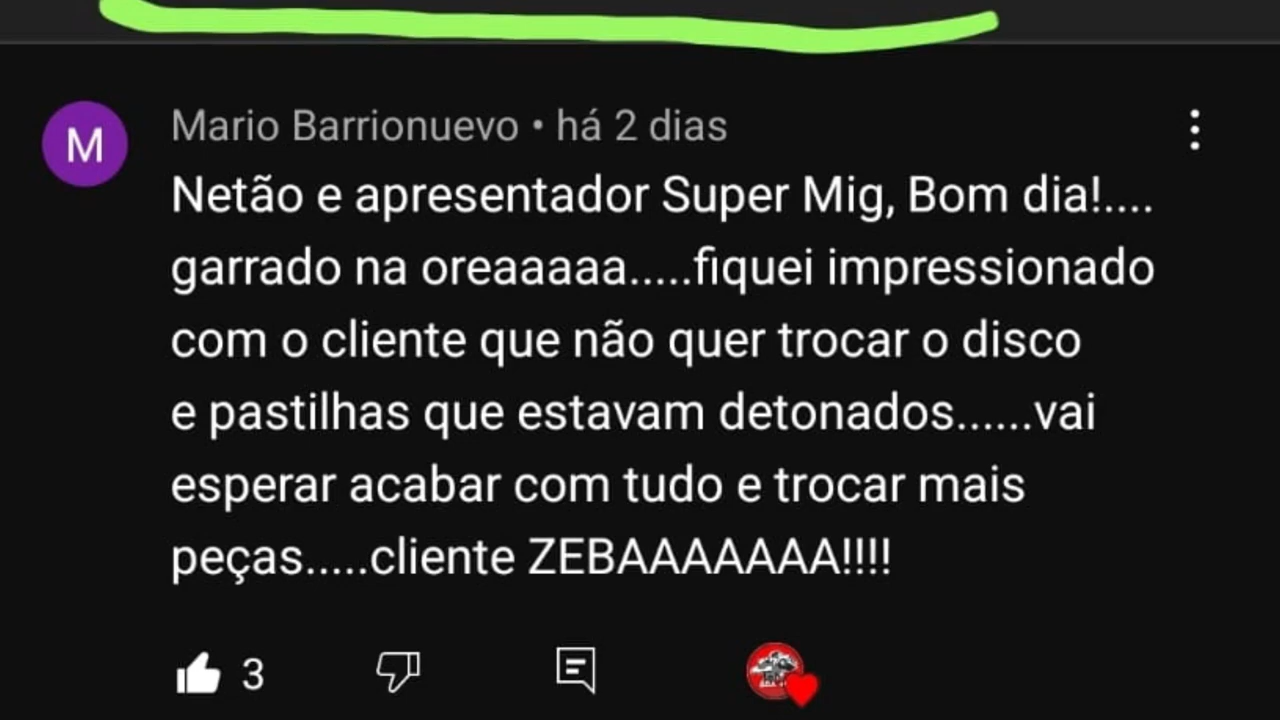 M
Mario Barrionuevo • há 2 dias
Netão e apresentador Super Mig, Bom dia!....
garrado na oreaaaaa.....fiquei impressionado
com o cliente que não quer trocar o disco
e pastilhas que estavam detonados......vai
esperar acabar com tudo e trocar mais
peças.....cliente ZEBAAAAAAA!!!!
3